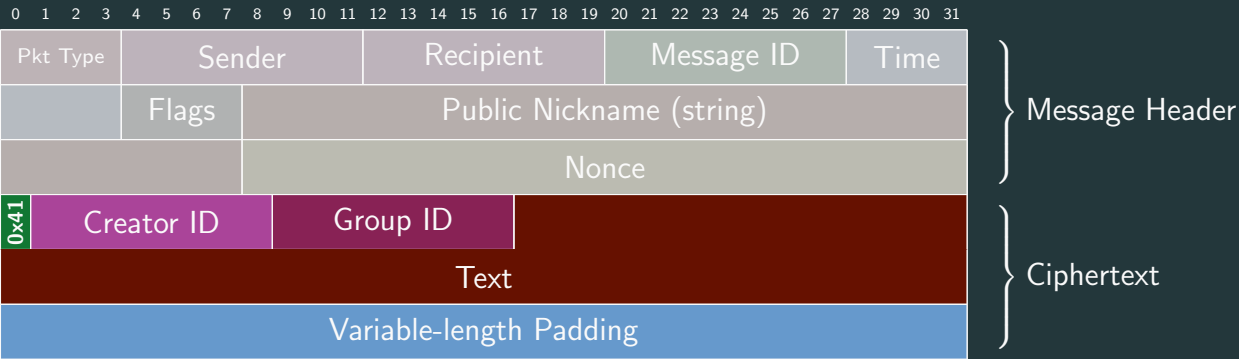 0 1 2 3 4 5 6 7 8 9 10 11 12 13 14 15 16 17 18 19 20 21 22 23 24 25 26 27 28 29 30 31
Pkt Type Sender Recipient Message ID Time
Flags Public Nickname (string)
Message Header
Nonce
0x41 Creator ID Group ID
Text
Ciphertext
Variable-length Padding